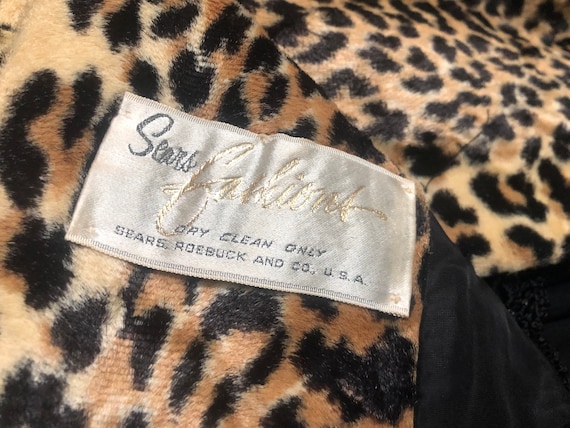 Sears Fashions
DRY CLEAN ONLY
SEARS, ROEBUCK AND CO., U.S.A.